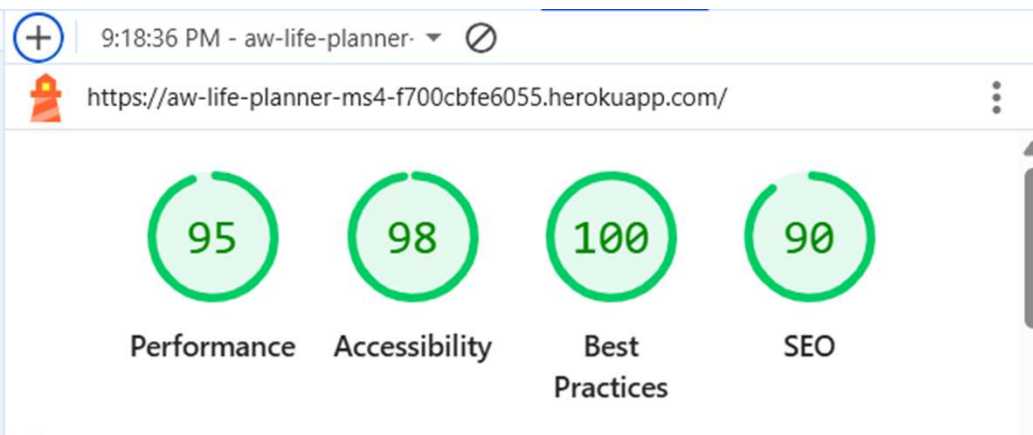 9:18:36 PM - aw-life-planner-
https://aw-life-planner-ms4-f700cbfe6055.herokuapp.com/
95 98 100 90
Performance Accessibility Best Practices SEO